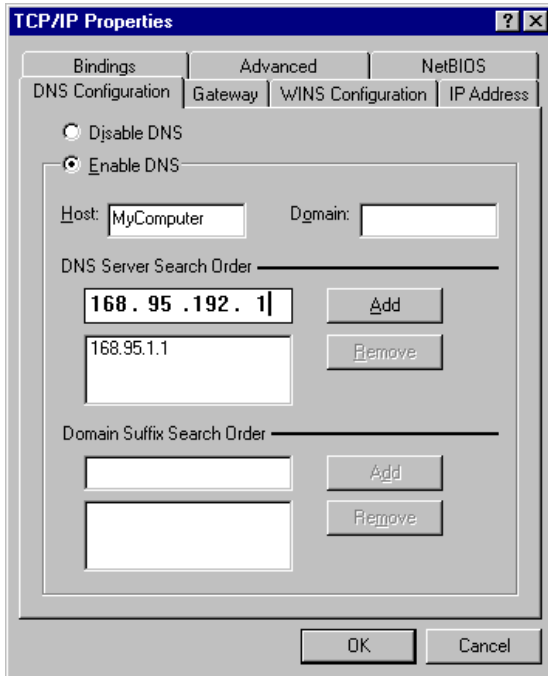 TCP/IP Properties ? ×
Bindings Advanced NetBIOS
DNS Configuration Gateway WINS Configuration IP Address
Disable DNS
Enable DNS
Host: MyComputer Domain:
DNS Server Search Order
168 . 95 .192 . 1 Add
168.95.1.1 Remove
Domain Suffix Search Order
Add
Remove
OK Cancel